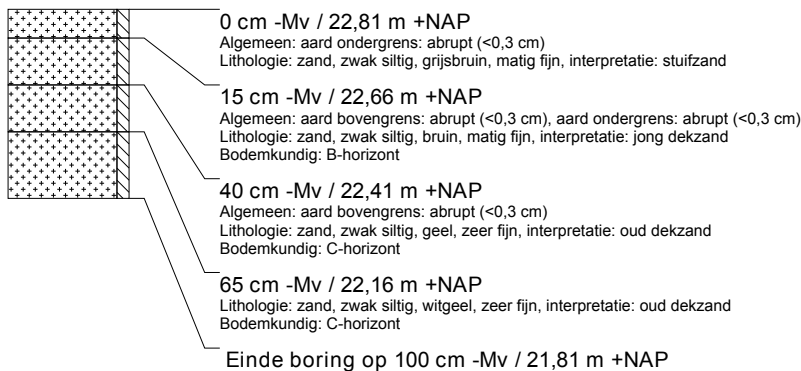 0 cm -Mv / 22,81 m +NAP
Algemeen: aard ondergrens: abrupt (<0,3 cm)
Lithologie: zand, zwak siltig, grijsbruin, matig fijn, interpretatie: stuifzand
15 cm -Mv / 22,66 m +NAP
Algemeen: aard bovengrens: abrupt (<0,3 cm), aard ondergrens: abrupt (<0,3 cm)
Lithologie: zand, zwak siltig, bruin, matig fijn, interpretatie: jong dekzand
Bodemkundig: B-horizont
40 cm -Mv / 22,41 m +NAP
Algemeen: aard bovengrens: abrupt (<0,3 cm)
Lithologie: zand, zwak siltig, geel, zeer fijn, interpretatie: oud dekzand
Bodemkundig: C-horizont
65 cm -Mv / 22,16 m +NAP
Lithologie: zand, zwak siltig, witgeel, zeer fijn, interpretatie: oud dekzand
Bodemkundig: C-horizont
Einde boring op 100 cm -Mv / 21,81 m +NAP